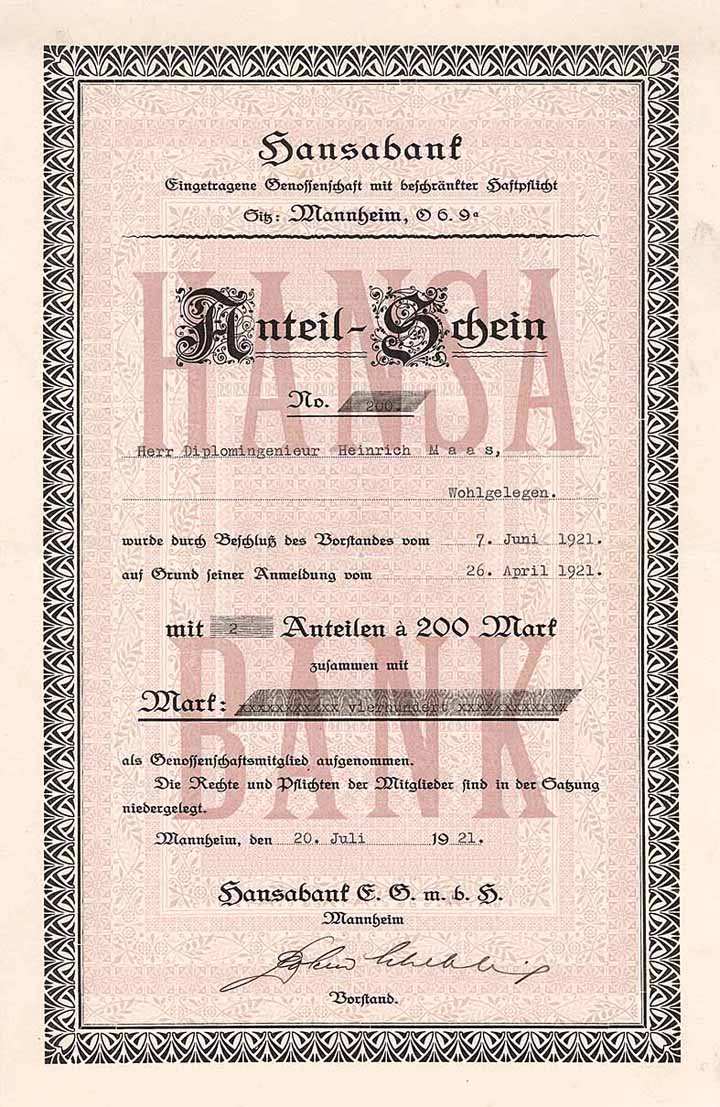 Hansabank
Eingetragene Genossenschaft mit beschränkter Haftpflicht
Sitz: Mannheim, O 6. 9a
HANSA
Anteil-Schein
No. 200.
Herr Diplomingenieur Heinrich Maas,
Wohlgelegen.
wurde durch Beschluß des Vorstandes vom 7. Juni 1921.
auf Grund seiner Anmeldung vom 26. April 1921.
mit 2 Anteilen à 200 Mark
zusammen mit
BANK
Mark: xxxxxxxxxxx vierhundert xxxxxxxxxxxx
als Genossenschaftsmitglied aufgenommen.
Die Rechte und Pflichten der Mitglieder sind in der Satzung
niedergelegt.
Mannheim, den 20. Juli 1921.
Hansabank E. G. m. b. H.
Mannheim
Vorstand.